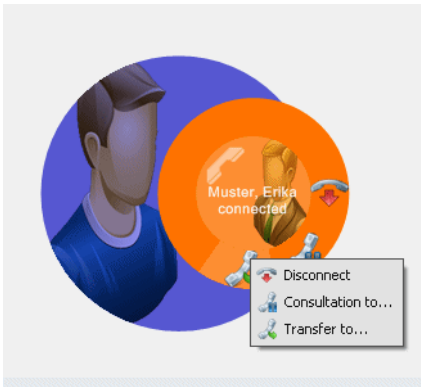 Muster, Erika
connected
Disconnect
Consultation to...
Transfer to...